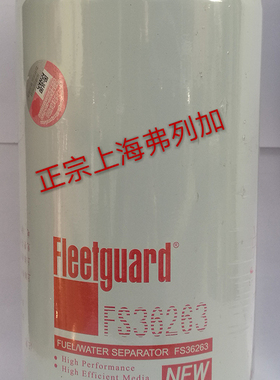 正宗上海弗列加
Fleetguard®
FS36263
FUEL/WATER SEPARATOR FS36263
• High Performance
• High Efficient Media
NEW